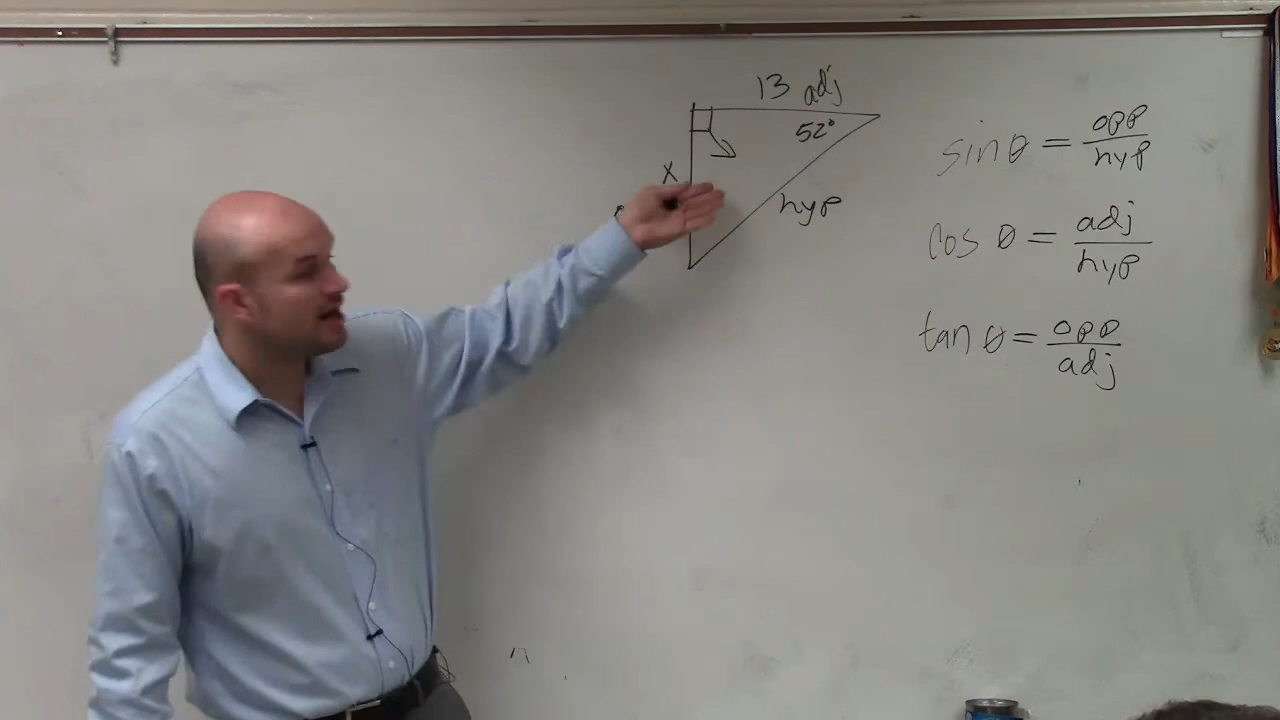 13 adj
52°
x
hyp
sin θ = opp/hyp
cos θ = adj/hyp
tan θ = opp/adj